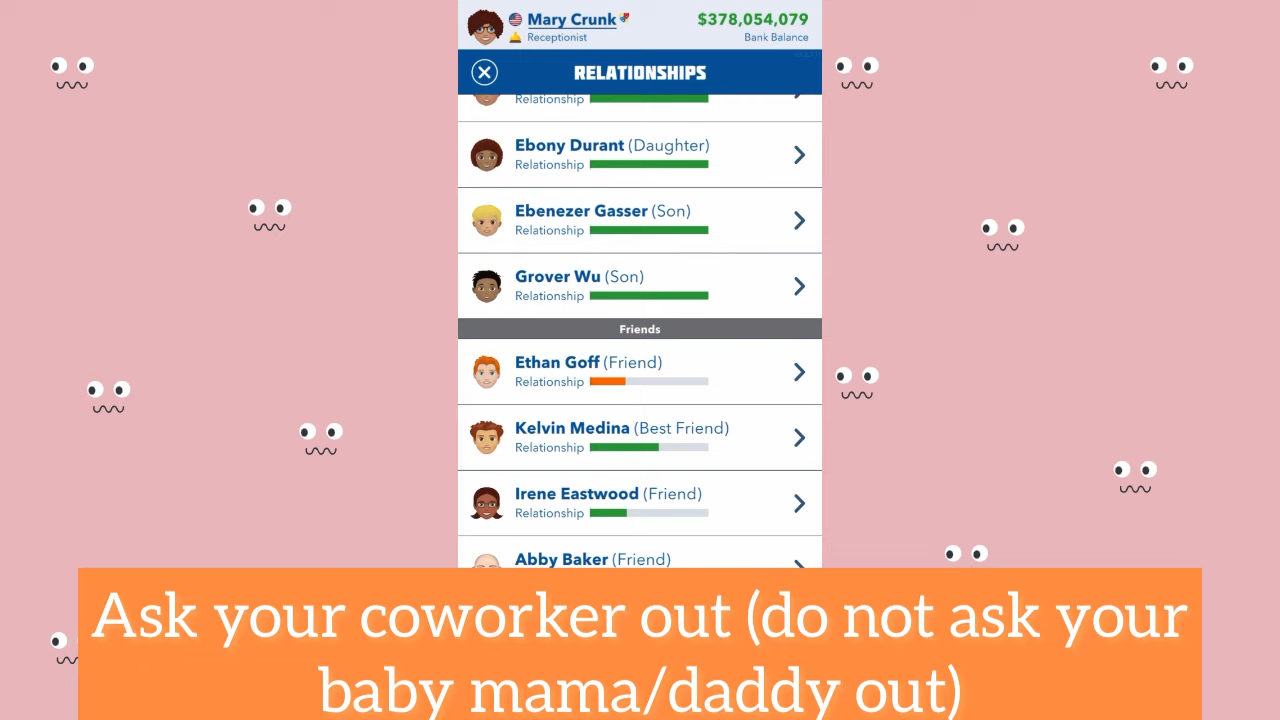 Mary Crunk
$378,054,079
Receptionist
Bank Balance
RELATIONSHIPS
Relationship
Ebony Durant (Daughter)
Relationship
Ebenezer Gasser (Son)
Relationship
Grover Wu (Son)
Relationship
Friends
Ethan Goff (Friend)
Relationship
Kelvin Medina (Best Friend)
Relationship
Irene Eastwood (Friend)
Relationship
Abby Baker (Friend)
Ask your coworker out (do not ask your
baby mama/daddy out)